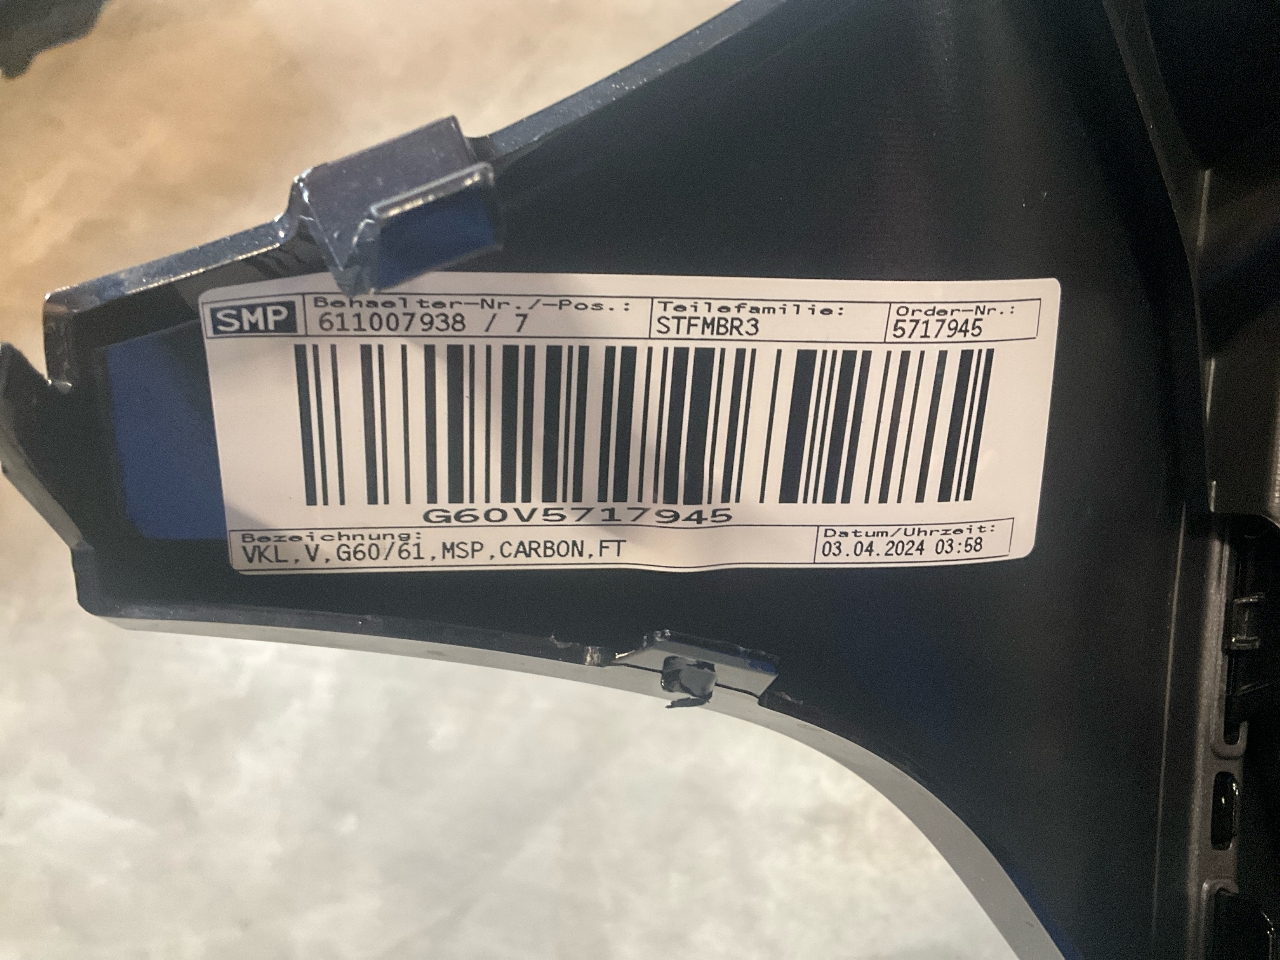 SMP
Behaelter-Nr./-Pos.: Teilefamilie: Order-Nr.:
611007938 / 7 STFMBR3 5717945
G60V5717945
Bezeichnung: Datum/Uhrzeit:
VKL,V,G60/61,MSP,CARBON,FT 03.04.2024 03:58